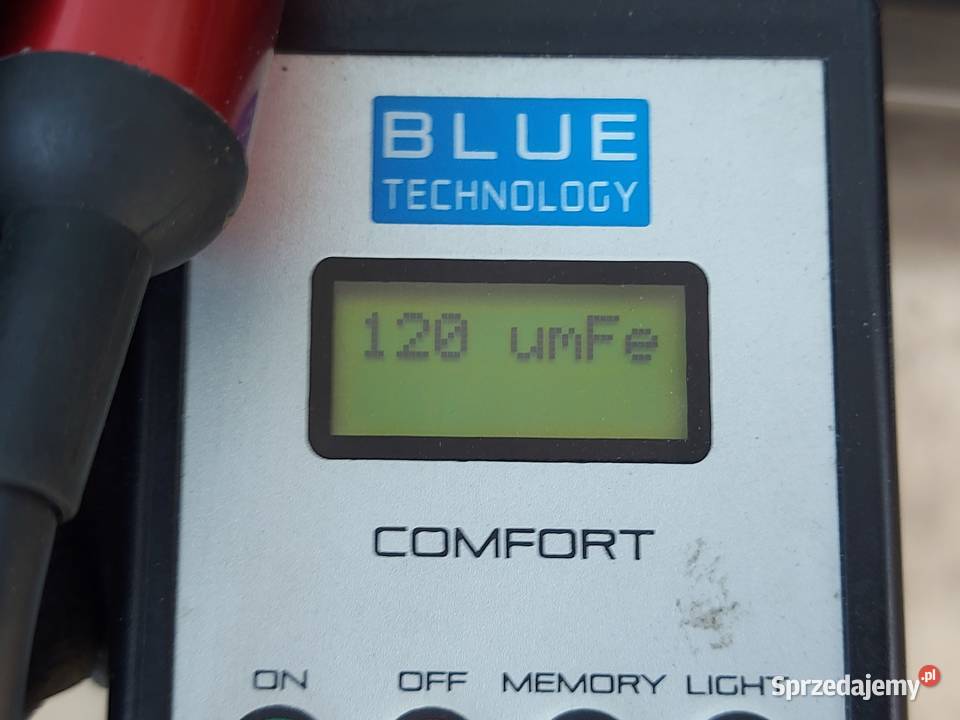 BLUE
TECHNOLOGY
120 umFe
COMFORT
ON OFF MEMORY LIGHT
Sprzedajemy.pl